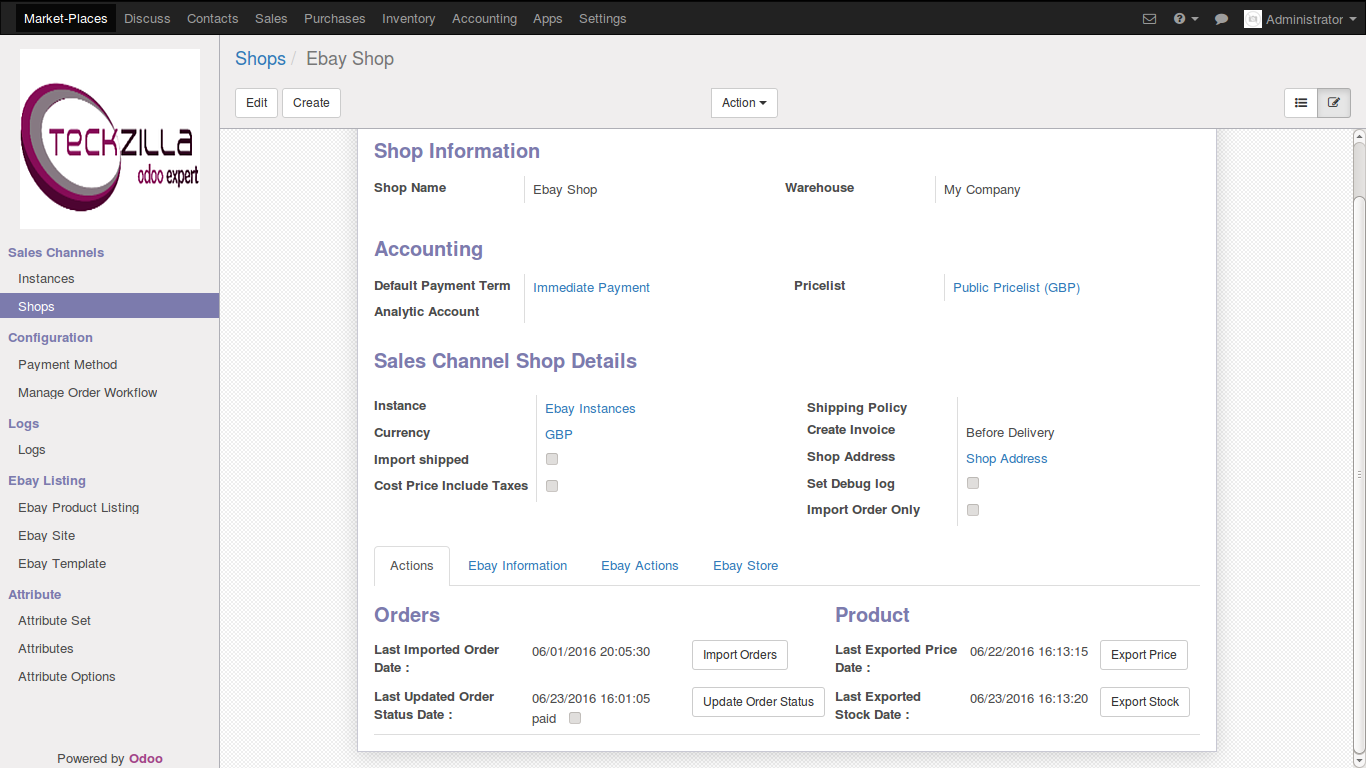 Market-Places Discuss Contacts Sales Purchases Inventory Accounting Apps Settings Administrator
TECKZILLA
odoo expert
Sales Channels
Instances
Shops
Configuration
Payment Method
Manage Order Workflow
Logs
Logs
Ebay Listing
Ebay Product Listing
Ebay Site
Ebay Template
Attribute
Attribute Set
Attributes
Attribute Options
Powered by Odoo
Shops / Ebay Shop
Edit Create Action
Shop Information
Shop Name Ebay Shop Warehouse My Company
Accounting
Default Payment Term Immediate Payment Pricelist Public Pricelist (GBP)
Analytic Account
Sales Channel Shop Details
Instance Ebay Instances Shipping Policy
Currency GBP Create Invoice Before Delivery
Import shipped Shop Address Shop Address
Cost Price Include Taxes Set Debug log
Import Order Only
Actions Ebay Information Ebay Actions Ebay Store
Orders Product
Last Imported Order 06/01/2016 20:05:30 Import Orders Last Exported Price 06/22/2016 16:13:15 Export Price
Date : Date :
Last Updated Order 06/23/2016 16:01:05 Update Order Status Last Exported 06/23/2016 16:13:20 Export Stock
Status Date : paid Stock Date :